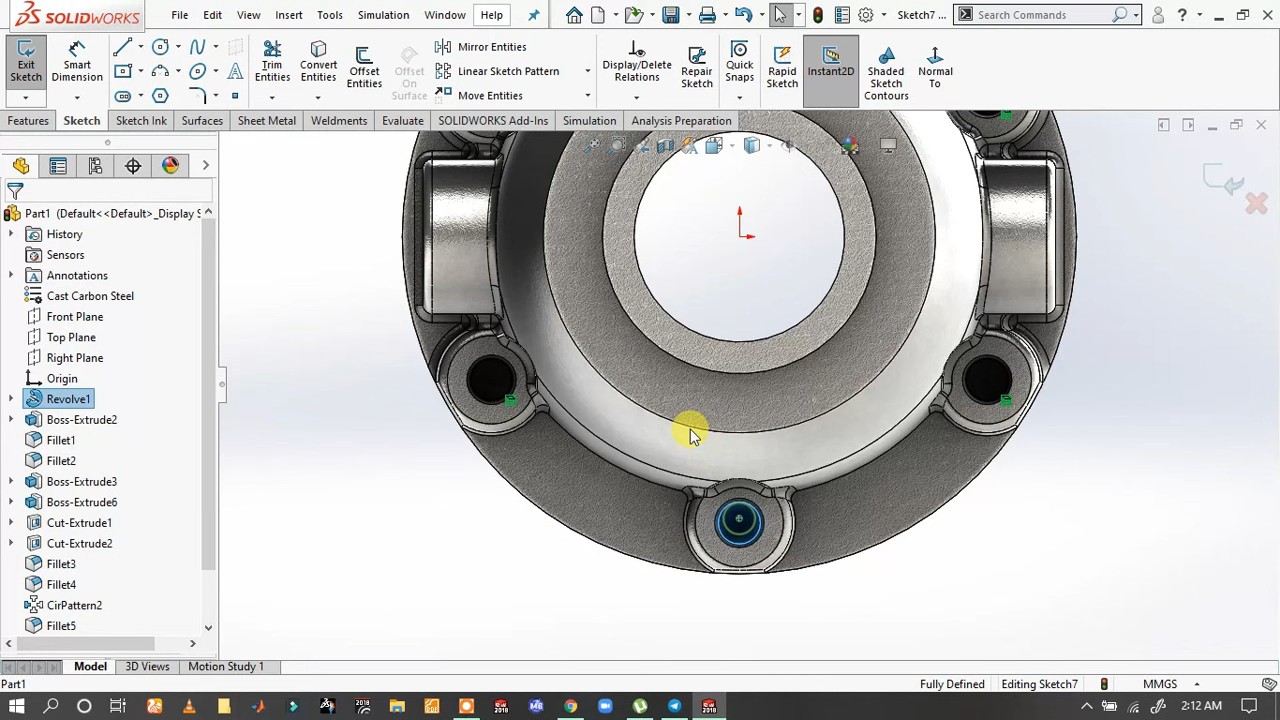 SOLIDWORKS File Edit View Insert Tools Simulation Window Help Sketch7 Search Commands ?
Exit Sketch
Smart Dimension
Trim Entities
Convert Entities
Offset Entities
Offset On Surface
Mirror Entities
Linear Sketch Pattern
Move Entities
Display/Delete Relations
Repair Sketch
Quick Snaps
Rapid Sketch
Instant2D
Shaded Sketch Contours
Normal To
Features Sketch Sketch Ink Surfaces Sheet Metal Weldments Evaluate SOLIDWORKS Add-Ins Simulation Analysis Preparation
Part1 (Default<<Default>_Display S
History
Sensors
Annotations
Cast Carbon Steel
Front Plane
Top Plane
Right Plane
Origin
Revolve1
Boss-Extrude2
Fillet1
Fillet2
Boss-Extrude3
Boss-Extrude6
Cut-Extrude1
Cut-Extrude2
Fillet3
Fillet4
CirPattern2
Fillet5
Model 3D Views Motion Study 1
Part1 Fully Defined Editing Sketch7 MMGS
2:12 AM